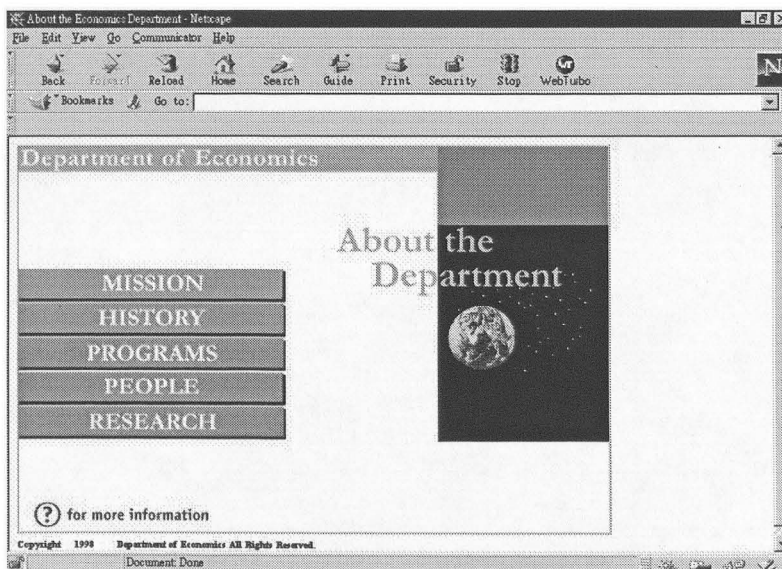 About the Economics Department - Netscape
File Edit View Go Communicator Help
Back Forward Reload Home Search Guide Print Security Stop WebTurbo
N
Bookmarks Go to:
Department of Economics
About the
Department
MISSION
HISTORY
PROGRAMS
PEOPLE
RESEARCH
? for more information
Copyright 1998 Department of Economics All Rights Reserved.
Document: Done